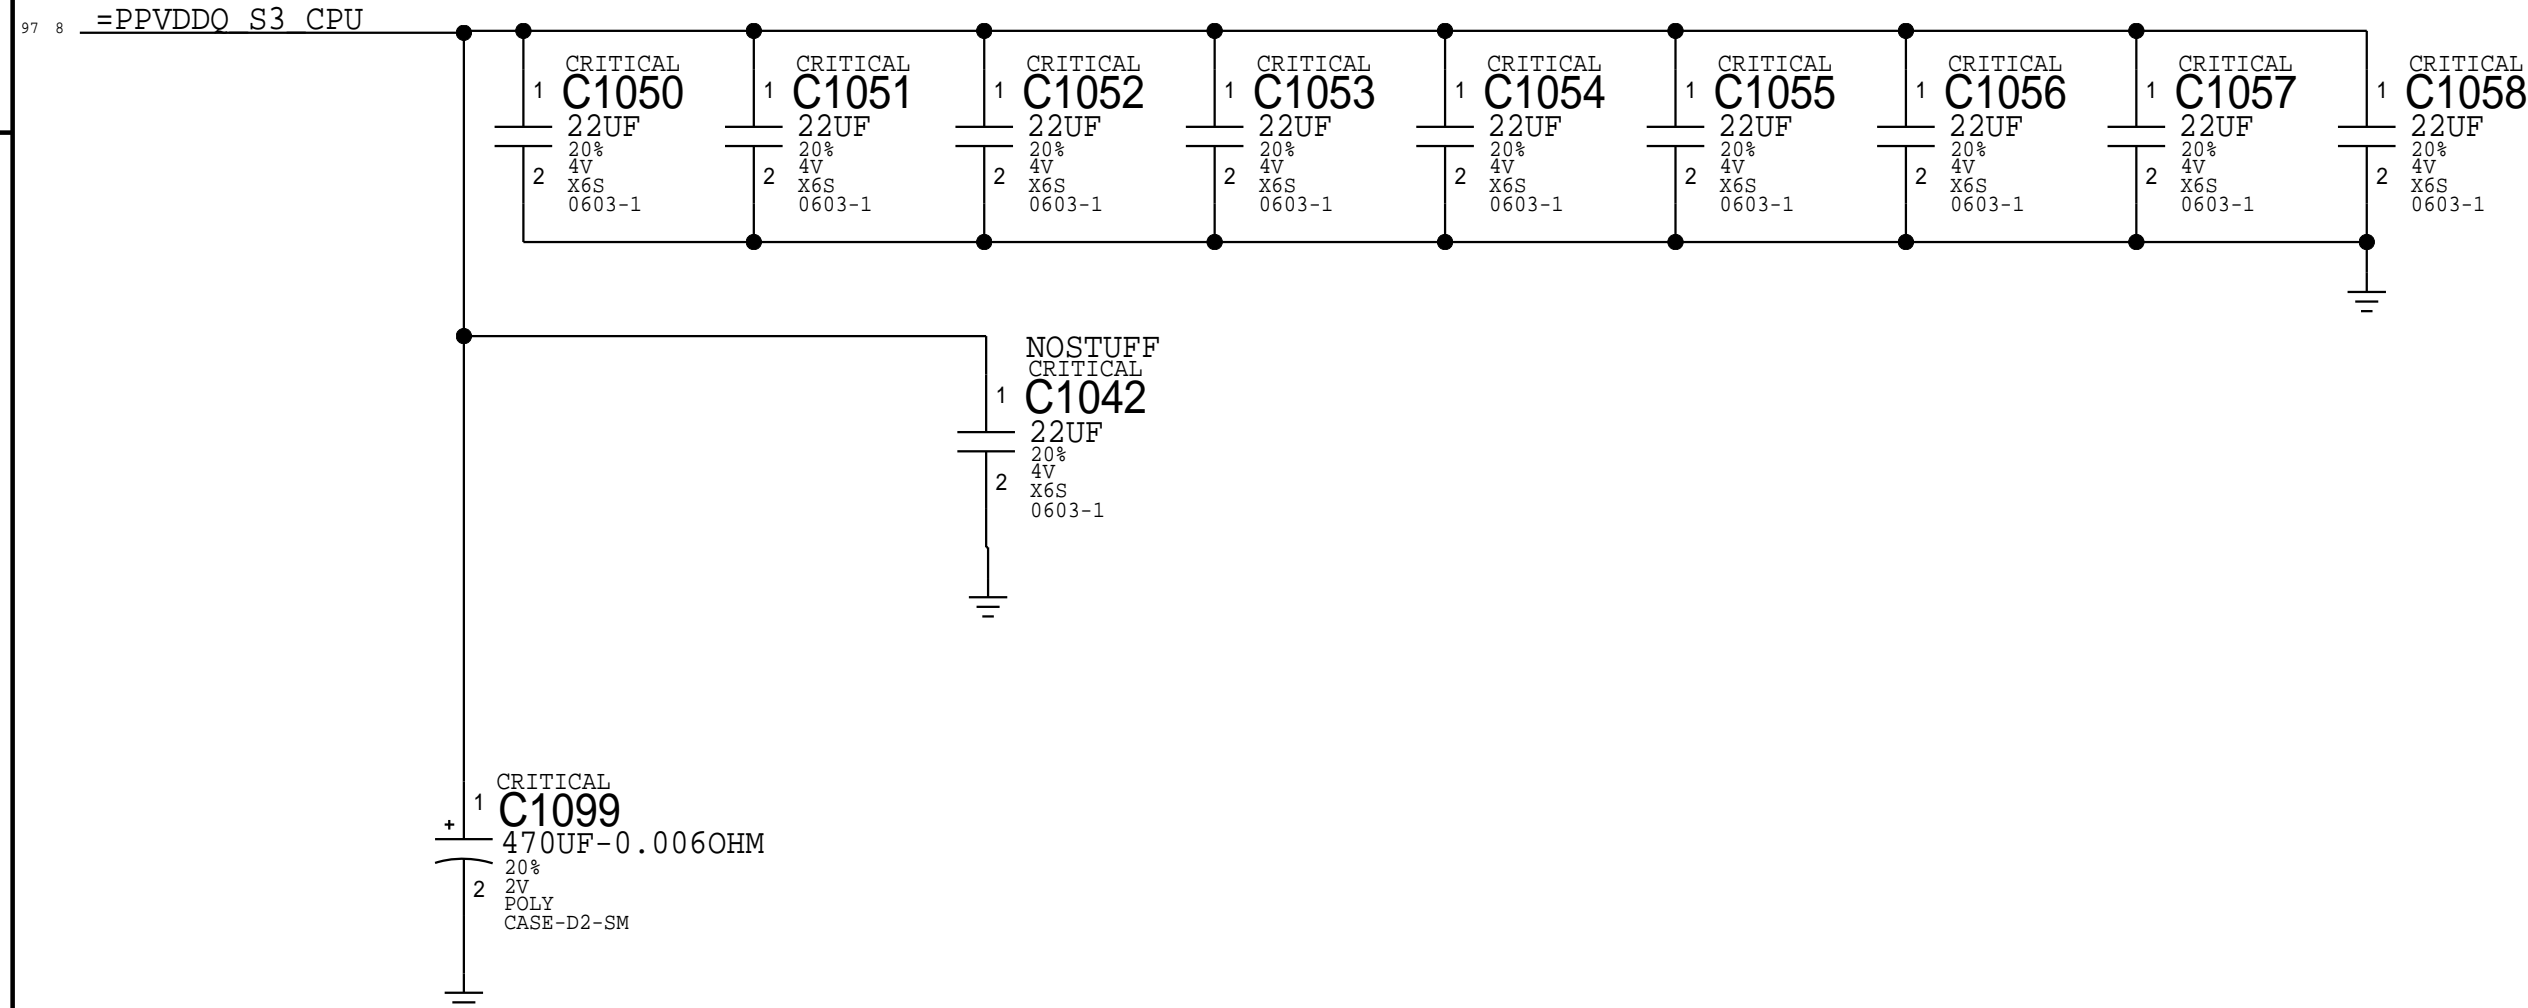 97 8 =PPVDDQ_S3_CPU
CRITICAL CRITICAL CRITICAL CRITICAL CRITICAL CRITICAL CRITICAL CRITICAL CRITICAL
1 C1050 1 C1051 1 C1052 1 C1053 1 C1054 1 C1055 1 C1056 1 C1057 1 C1058
22UF 22UF 22UF 22UF 22UF 22UF 22UF 22UF 22UF
20% 20% 20% 20% 20% 20% 20% 20% 20%
4V 4V 4V 4V 4V 4V 4V 4V 4V
2 X6S 2 X6S 2 X6S 2 X6S 2 X6S 2 X6S 2 X6S 2 X6S 2 X6S
0603-1 0603-1 0603-1 0603-1 0603-1 0603-1 0603-1 0603-1 0603-1
NOSTUFF
CRITICAL
1 C1042
22UF
20%
4V
2 X6S
0603-1
CRITICAL
1 C1099
+ 470UF-0.006OHM
20%
2 2V
POLY
CASE-D2-SM